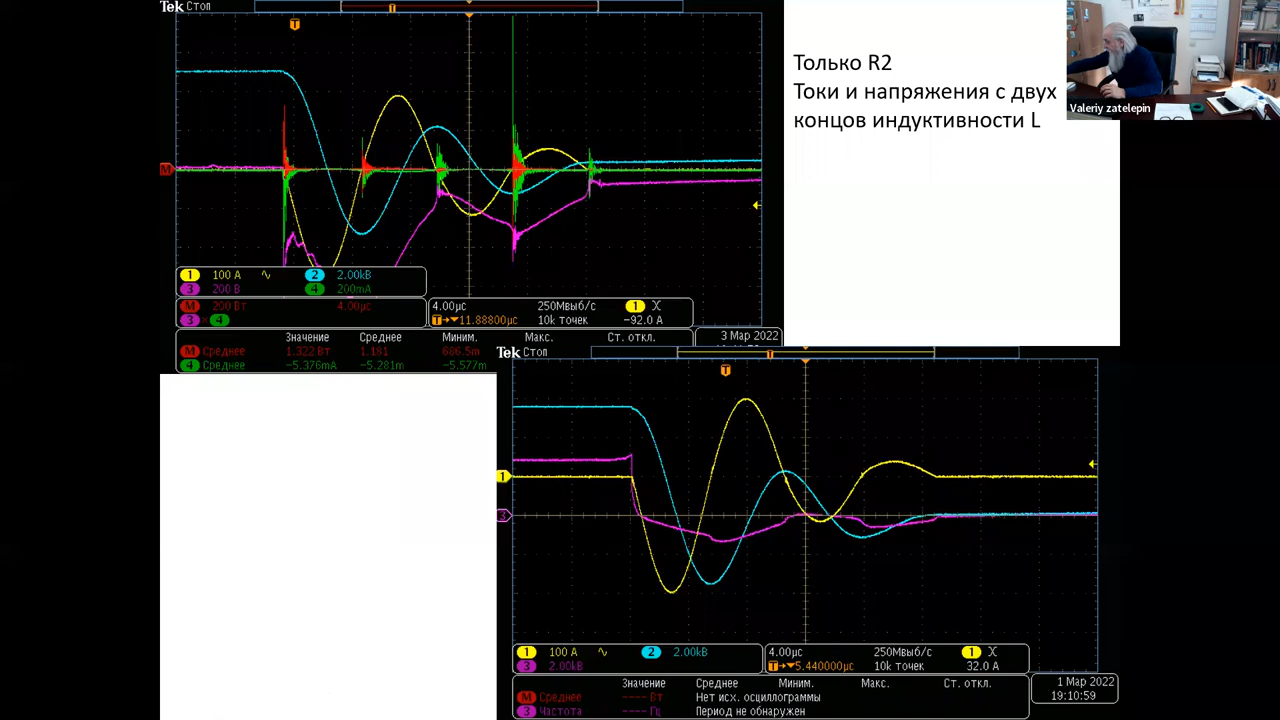 Tek Стоп
T
T
M
1 100 A ∿ 2 2.00кВ
3 200 В 4 200mA
M 200 Вт 4.00µс
3 × 4
4.00µс 250Мвыб/с 1 X
T→▼11.88800µс 10k точек −92.0 A
Значение Среднее Миним. Макс. Ст. откл.
M Среднее 1.322 Вт 1.181 686.5m
4 Среднее −5.376mA −5.281m −5.577m
3 Мар 2022
Только R2
Токи и напряжения с двух
концов индуктивности L
Valeriy zatelepin
Tek Стоп
T
T
1
3
1 100 A ∿ 2 2.00кВ
3 2.00кВ
4.00µс 250Мвыб/с 1 X
T→▼5.440000µс 10k точек 32.0 A
Значение Среднее Миним. Макс. Ст. откл.
M Среднее ---- Вт Нет исх. осциллограммы
3 Частота ---- Гц Период не обнаружен
1 Мар 2022
19:10:59